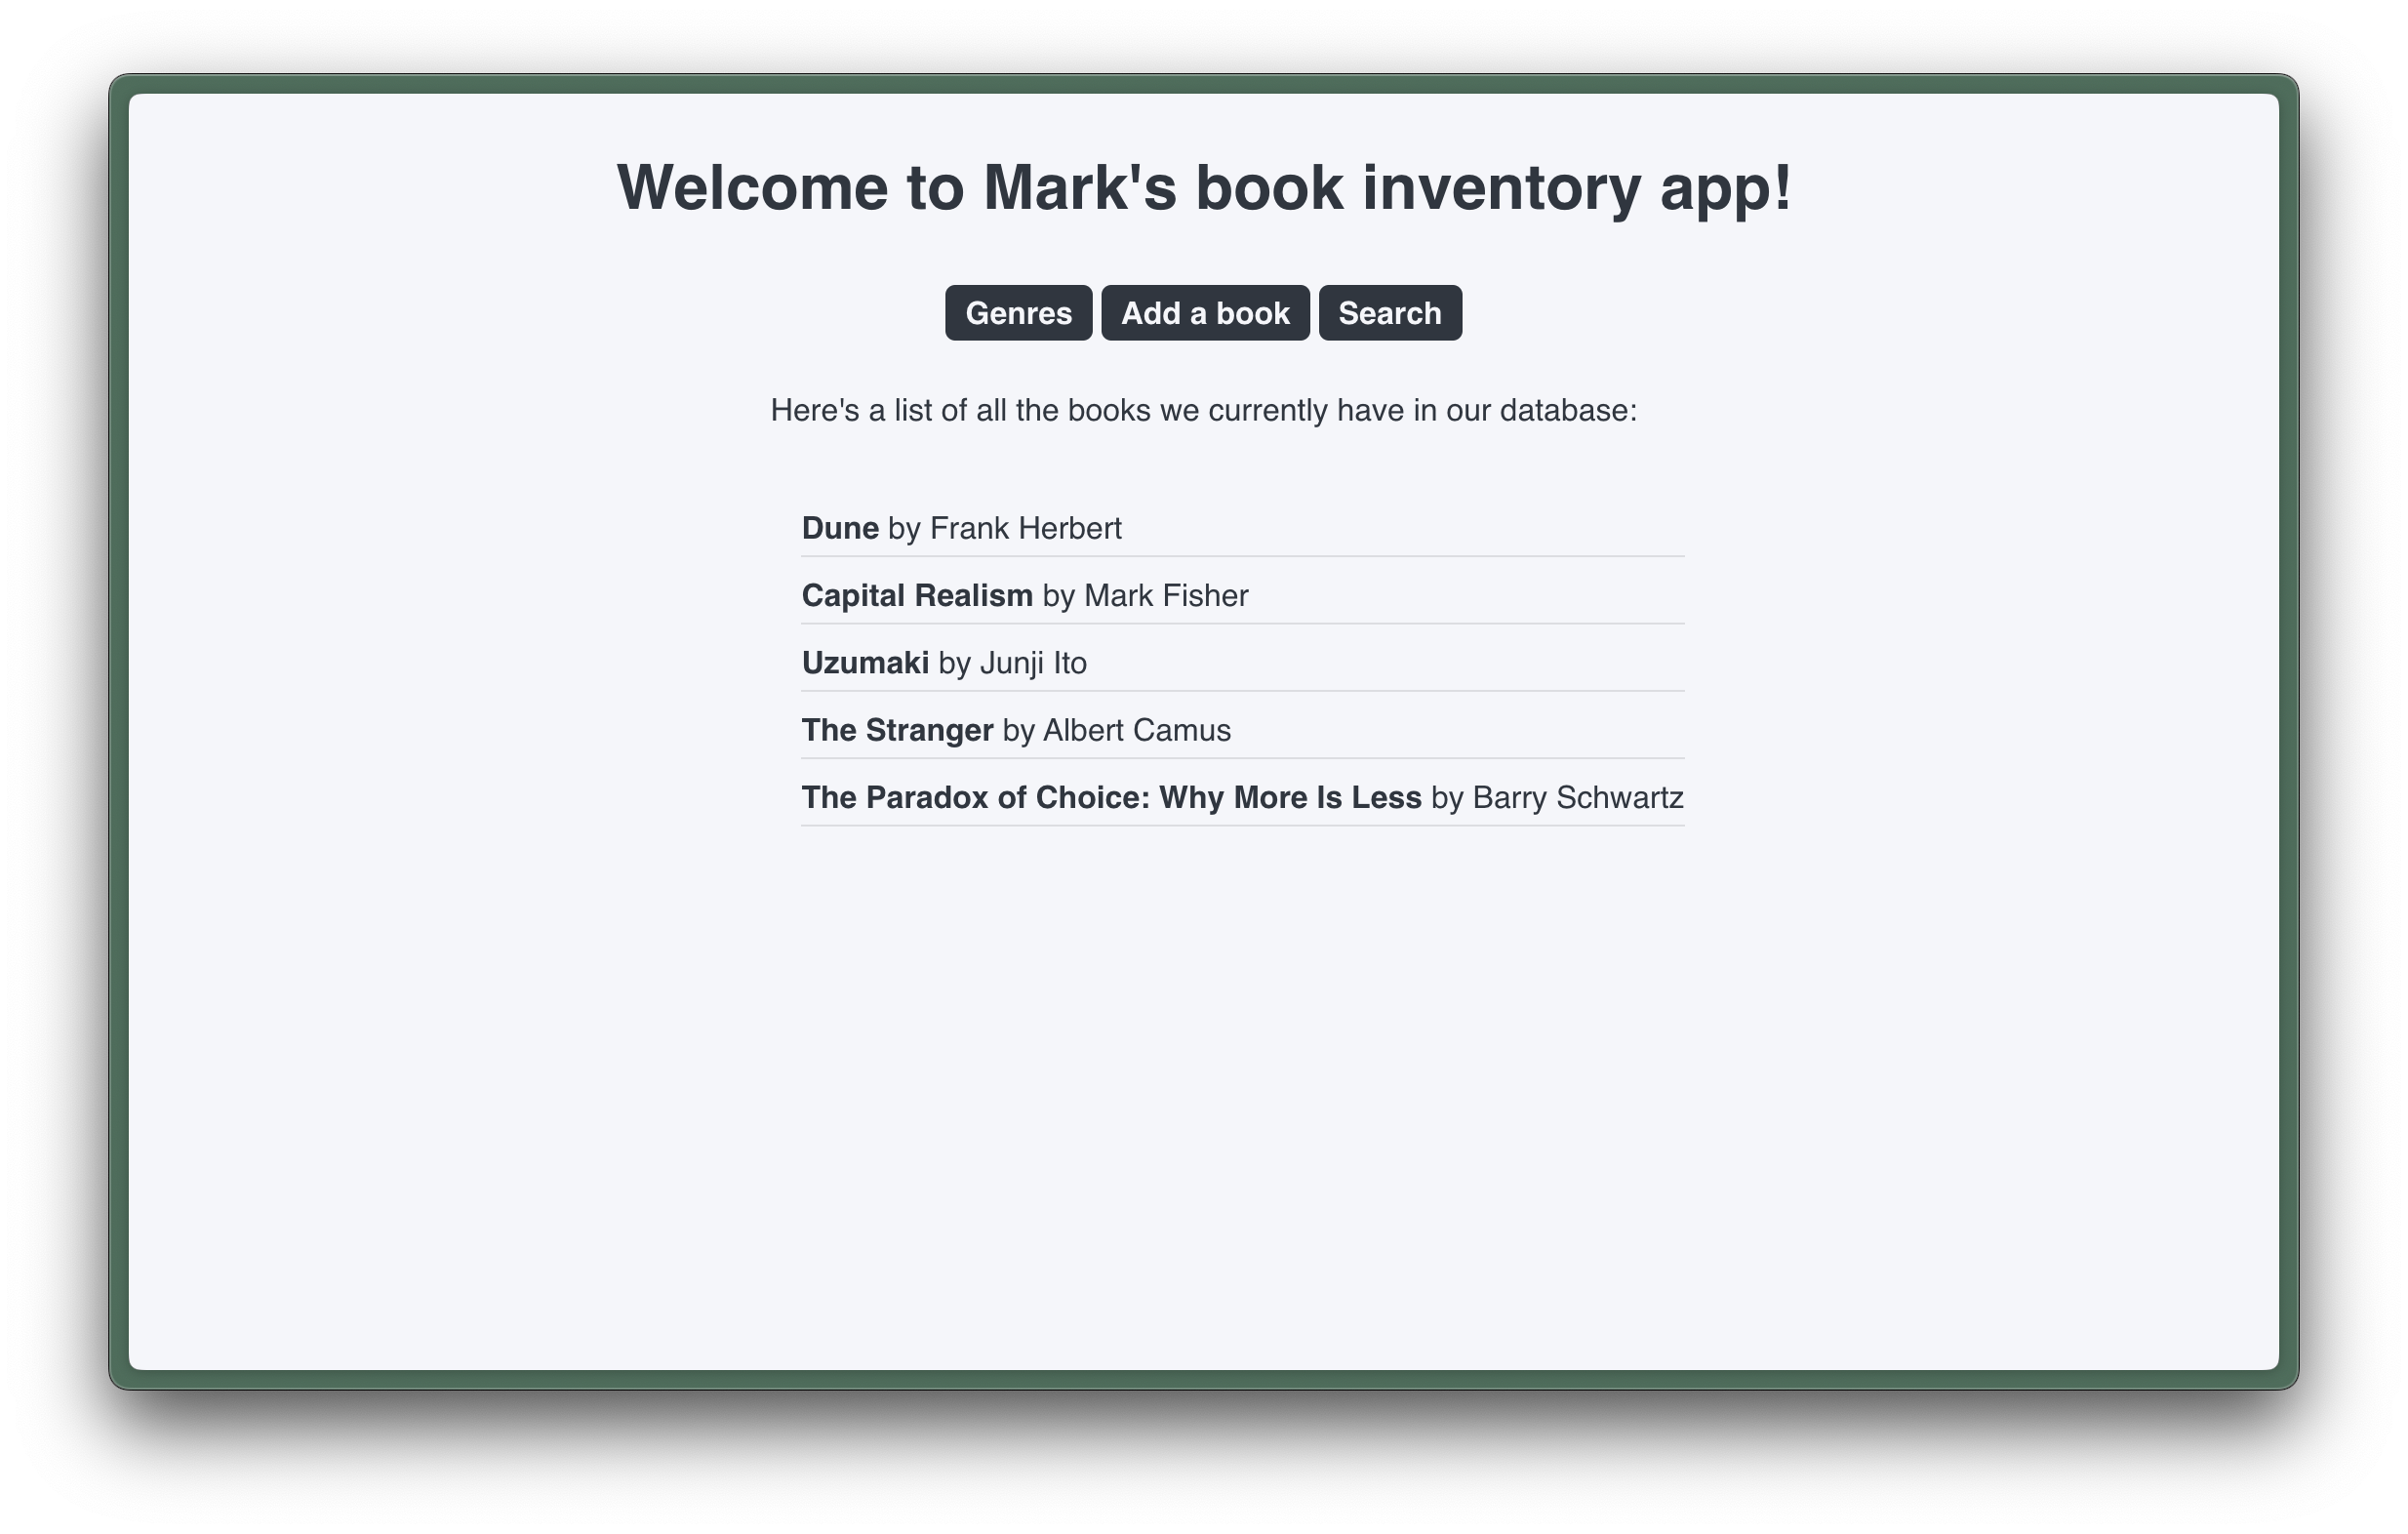 Welcome to Mark's book inventory app!
Genres Add a book Search
Here's a list of all the books we currently have in our database:
Dune by Frank Herbert
Capital Realism by Mark Fisher
Uzumaki by Junji Ito
The Stranger by Albert Camus
The Paradox of Choice: Why More Is Less by Barry Schwartz